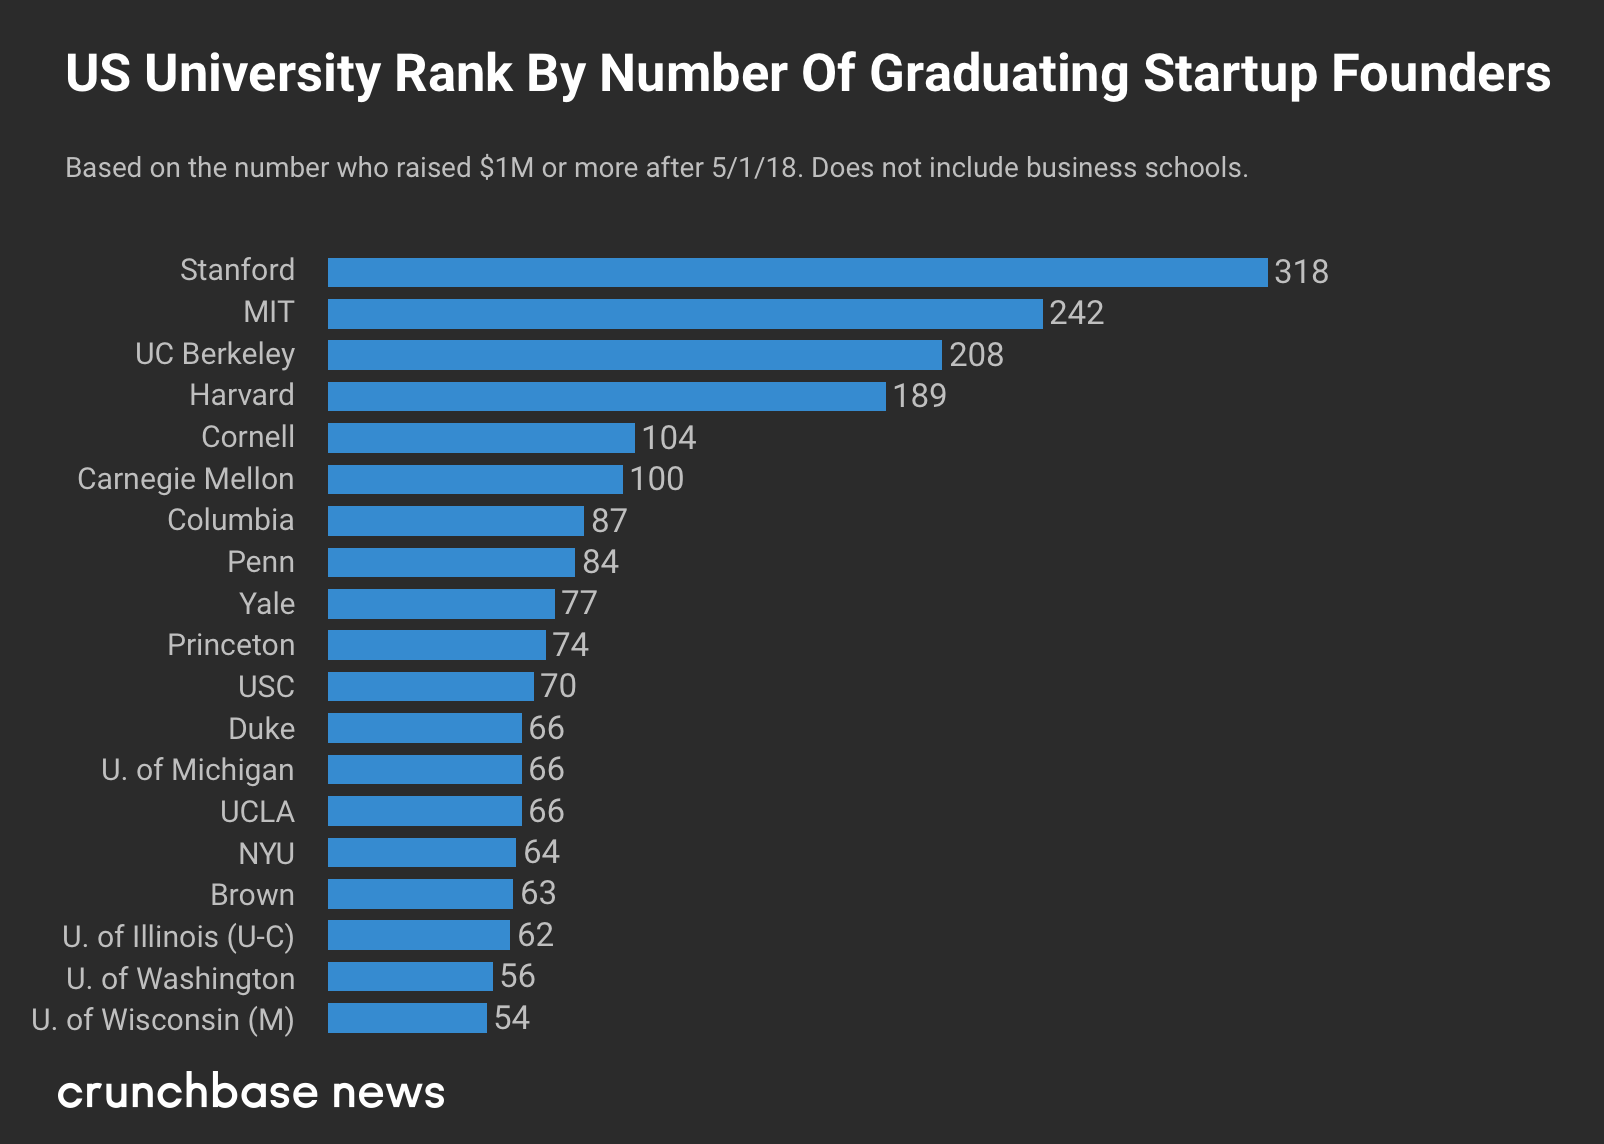 US University Rank By Number Of Graduating Startup Founders
Based on the number who raised $1M or more after 5/1/18. Does not include business schools.
Stanford 318
MIT 242
UC Berkeley 208
Harvard 189
Cornell 104
Carnegie Mellon 100
Columbia 87
Penn 84
Yale 77
Princeton 74
USC 70
Duke 66
U. of Michigan 66
UCLA 66
NYU 64
Brown 63
U. of Illinois (U-C) 62
U. of Washington 56
U. of Wisconsin (M) 54
crunchbase news